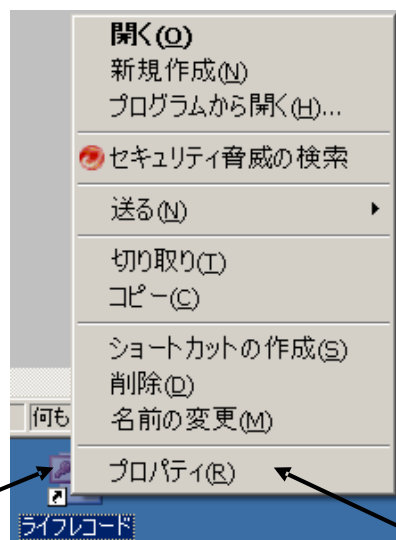 開く(O)
新規作成(N)
プログラムから開く(H)...
セキュリティ脅威の検索
送る(N)
切り取り(T)
コピー(C)
ショートカットの作成(S)
削除(D)
名前の変更(M)
何も
プロパティ(R)
ライフレコード